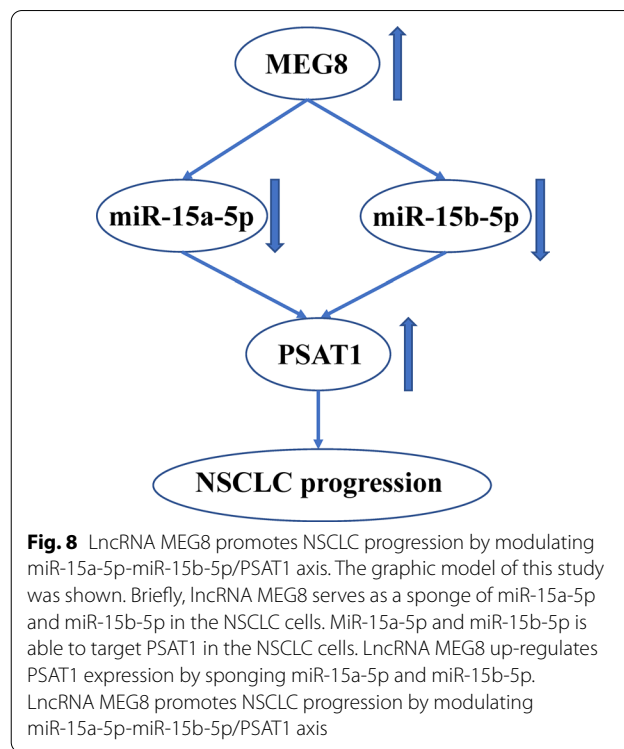 MEG8
miR-15a-5p
miR-15b-5p
PSAT1
NSCLC progression
Fig. 8 LncRNA MEG8 promotes NSCLC progression by modulating
miR-15a-5p-miR-15b-5p/PSAT1 axis. The graphic model of this study
was shown. Briefly, lncRNA MEG8 serves as a sponge of miR-15a-5p
and miR-15b-5p in the NSCLC cells. MiR-15a-5p and miR-15b-5p is
able to target PSAT1 in the NSCLC cells. LncRNA MEG8 up-regulates
PSAT1 expression by sponging miR-15a-5p and miR-15b-5p.
LncRNA MEG8 promotes NSCLC progression by modulating
miR-15a-5p-miR-15b-5p/PSAT1 axis